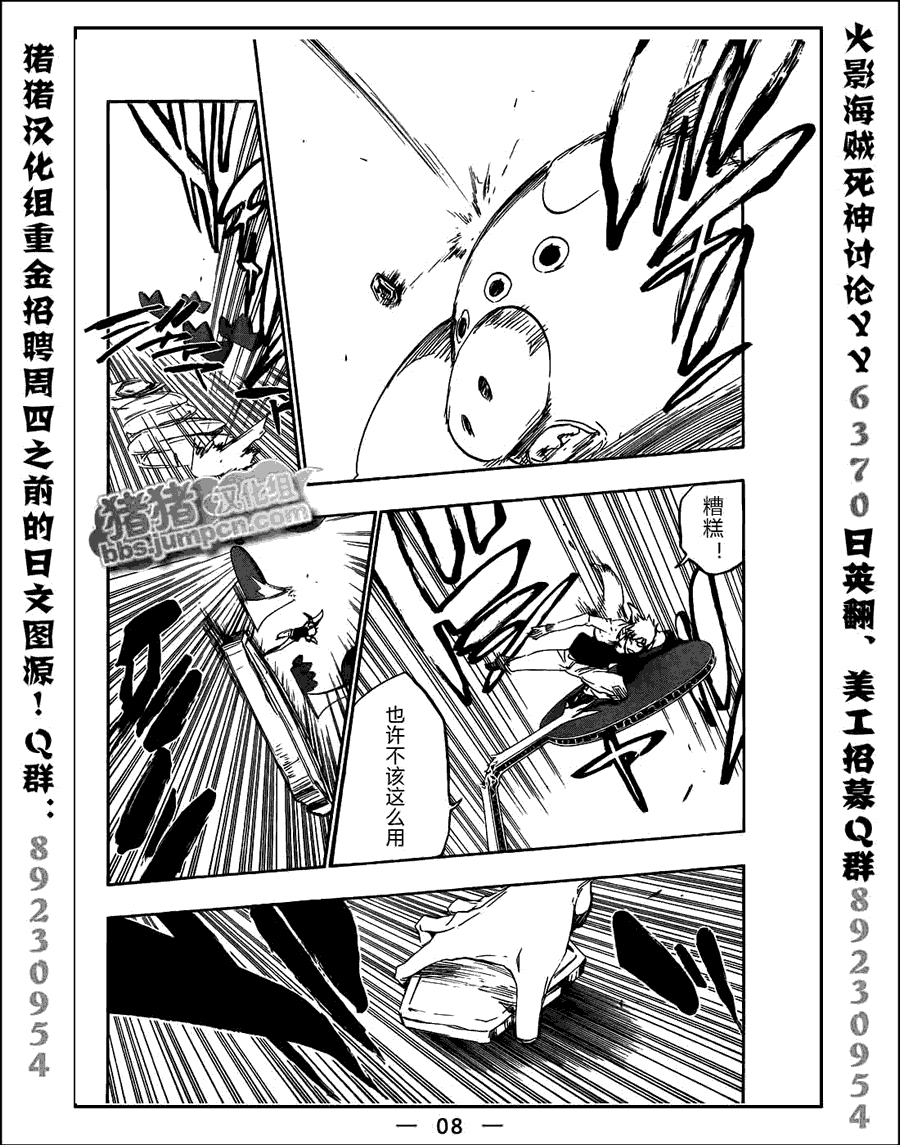 火影海贼死神讨论YY6370日英翻、美工招募Q群89230954
糟糕！
也许不该这么用
猪猪汉化组
bbs.jumpcn.com
猪猪汉化组重金招聘周四之前的日文图源！Q群：89230954
— 08 —